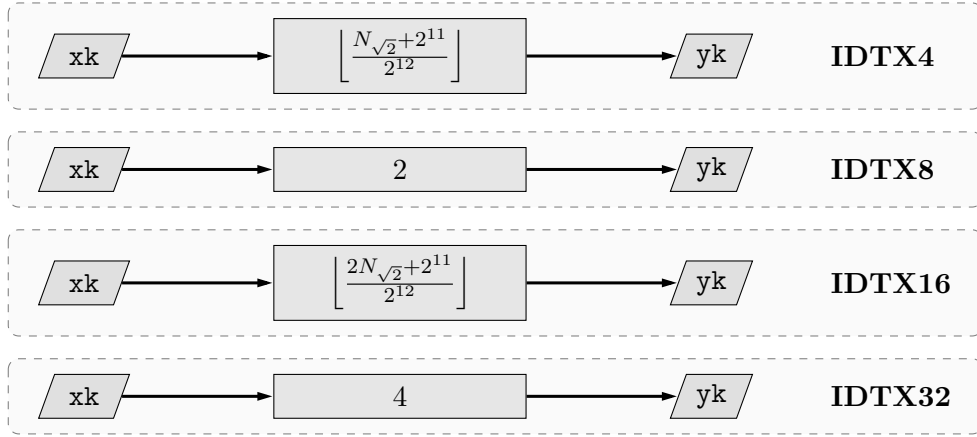 xk ⌊(N_√2+2^11)/2^12⌋ yk IDTX4
xk 2 yk IDTX8
xk ⌊(2N_√2+2^11)/2^12⌋ yk IDTX16
xk 4 yk IDTX32